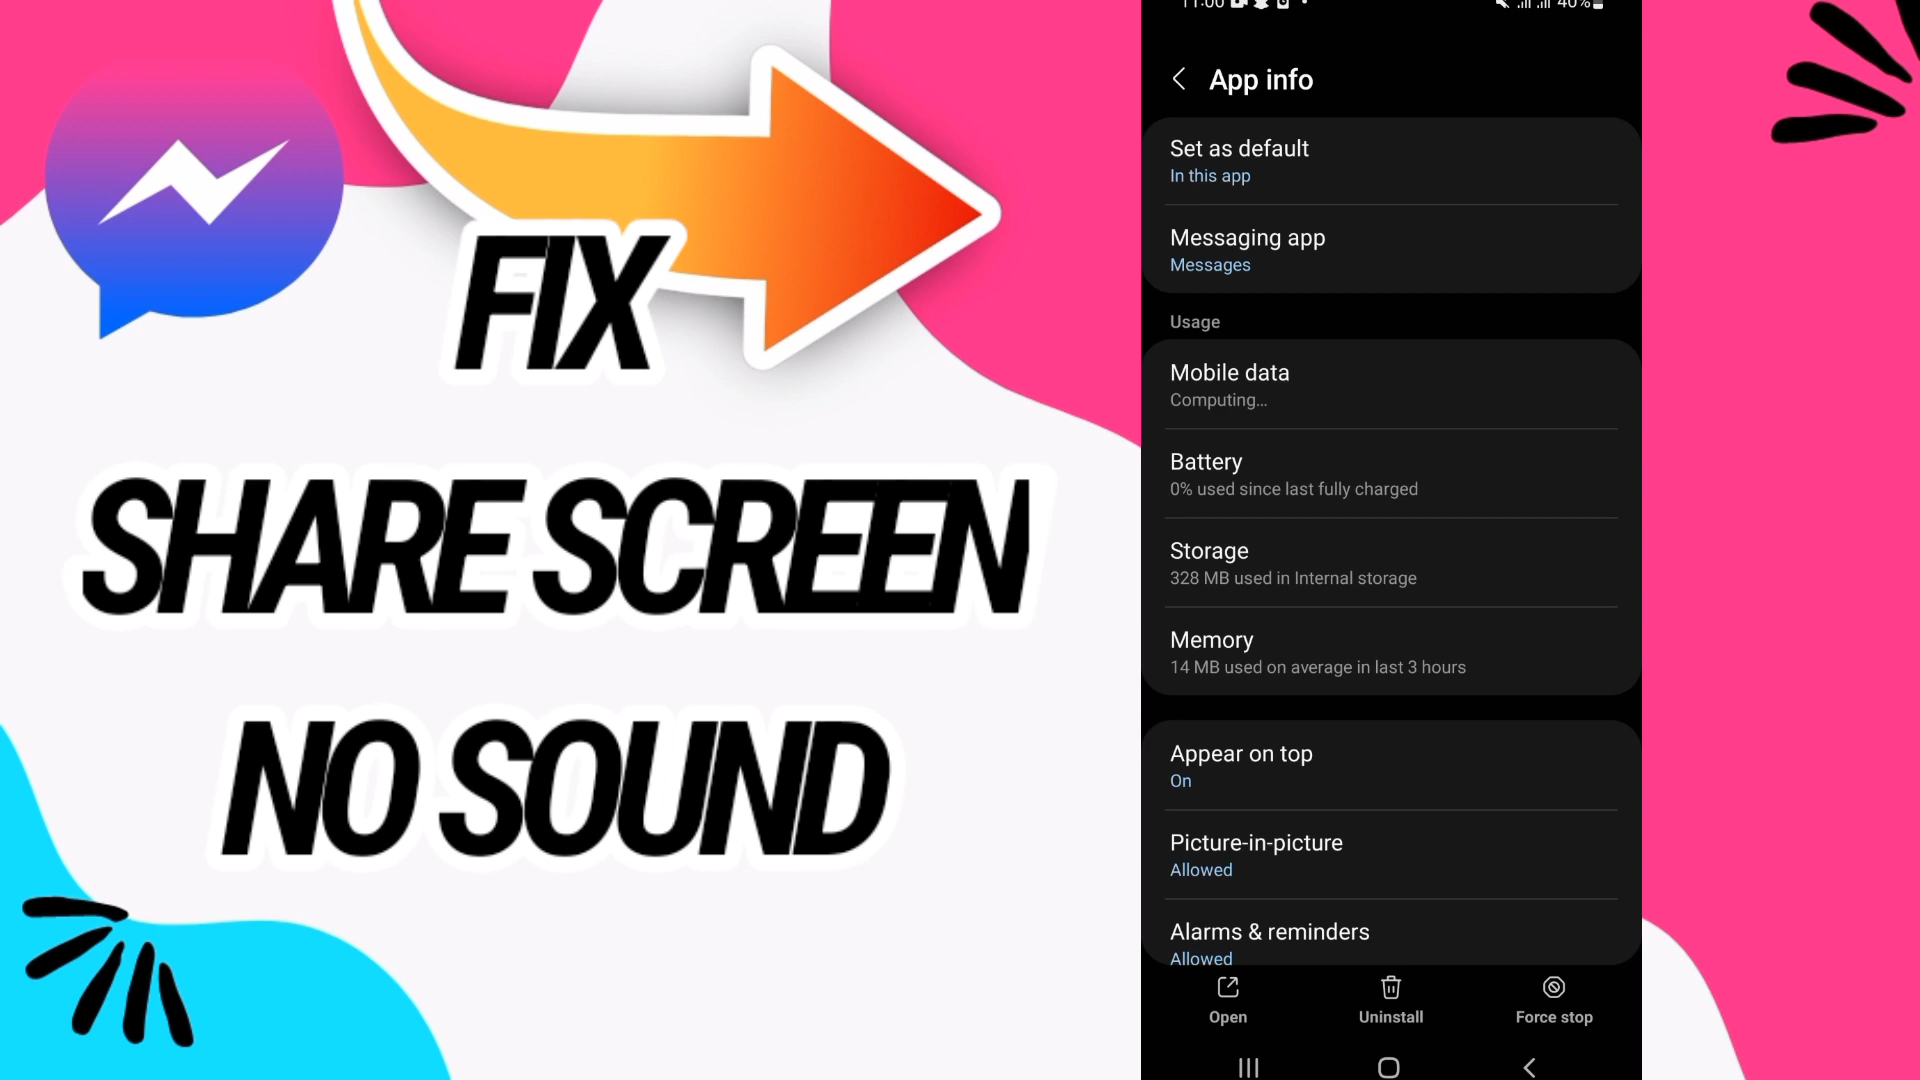 FIX
SHARE SCREEN
NO SOUND
11:00
40%
App info
Set as default
In this app
Messaging app
Messages
Usage
Mobile data
Computing...
Battery
0% used since last fully charged
Storage
328 MB used in Internal storage
Memory
14 MB used on average in last 3 hours
Appear on top
On
Picture-in-picture
Allowed
Alarms & reminders
Allowed
Open
Uninstall
Force stop